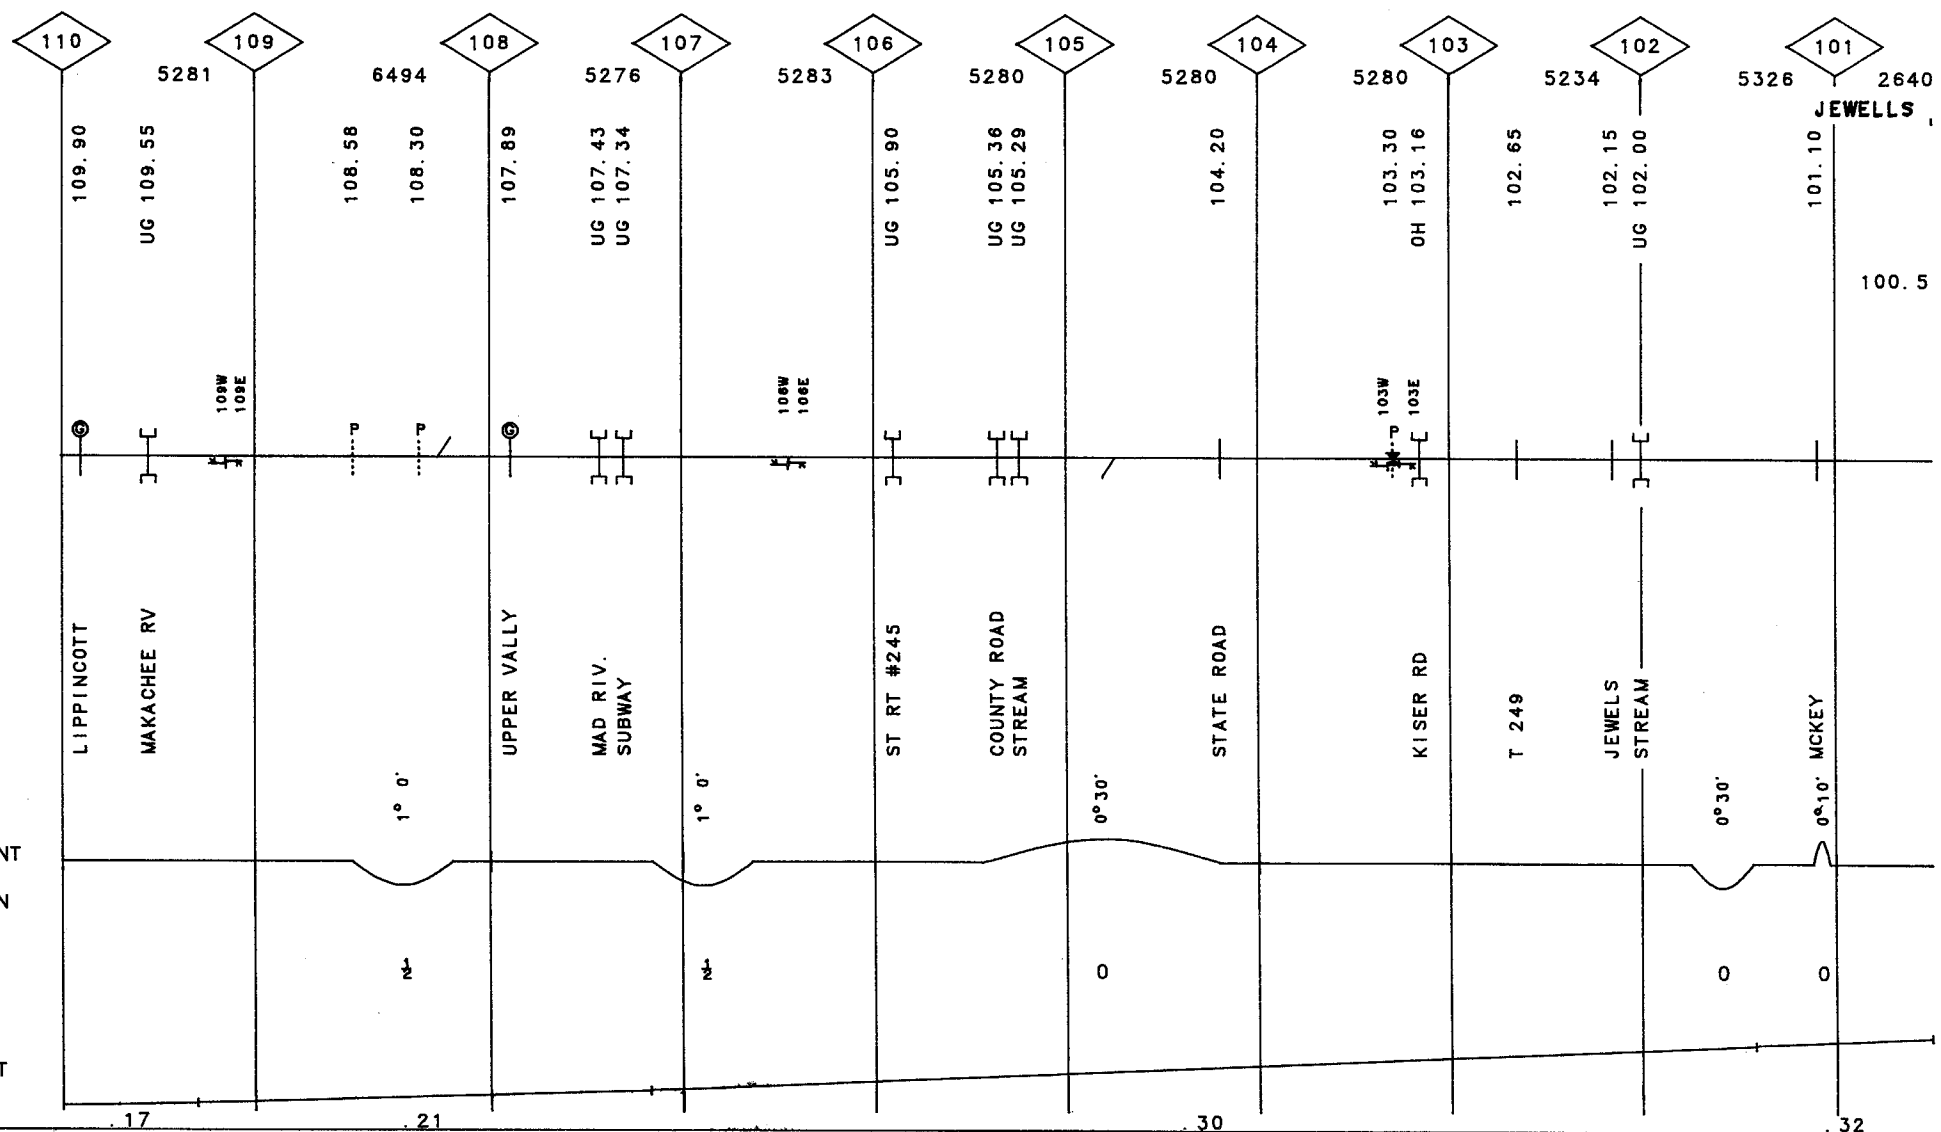 110 109 108 107 106 105 104 103 102 101
5281 6494 5276 5283 5280 5280 5280 5234 5326 2640
JEWELLS
109.90
UG 109.55
108.58
108.30
107.89
UG 107.43
UG 107.34
UG 105.90
UG 105.36
UG 105.29
104.20
103.30
OH 103.16
102.65
102.15
UG 102.00
101.10
100.5
109W
109E
106W
106E
103W
103E
G
P
P
G
P
LIPPINCOTT
MAKACHEE RV
UPPER VALLY
MAD RIV.
SUBWAY
ST RT #245
COUNTY ROAD
STREAM
STATE ROAD
KISER RD
T 249
JEWELS
STREAM
MCKEY
1° 0' 1° 0' 0°30' 0°30' 0°10'
NT
N
½ ½ 0 0 0
T
.17 .21 .30 .32